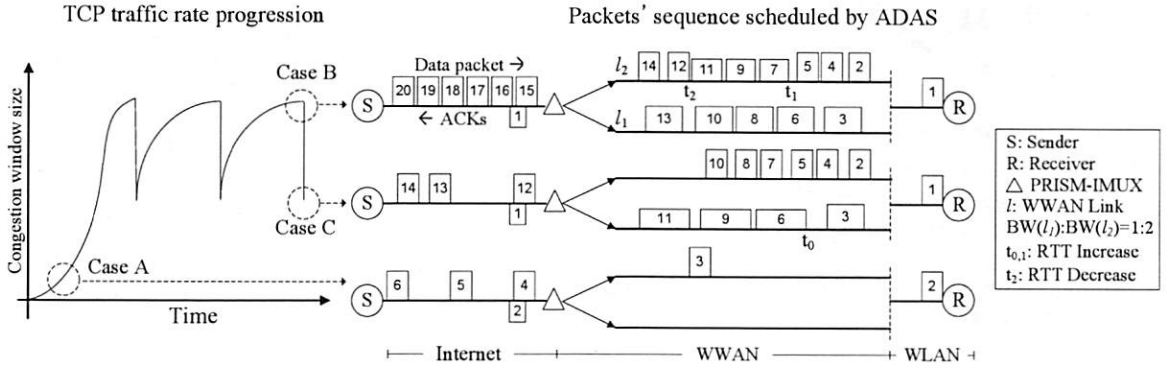 TCP traffic rate progression
Packets' sequence scheduled by ADAS
Congestion window size
Time
Case A
Case B
Case C
S
Data packet →
20 19 18 17 16 15
← ACKs
1
l2 14 12 11 9 7 5 4 2
t2 t1
l1 13 10 8 6 3
1
R
S
14 13 12
1
10 8 7 5 4 2
11 9 6 3
t0
1
R
S
6 5 4
2
3
2
R
Internet
WWAN
WLAN
S: Sender
R: Receiver
△ PRISM-IMUX
l: WWAN Link
BW(l1):BW(l2)=1:2
t0,1: RTT Increase
t2: RTT Decrease